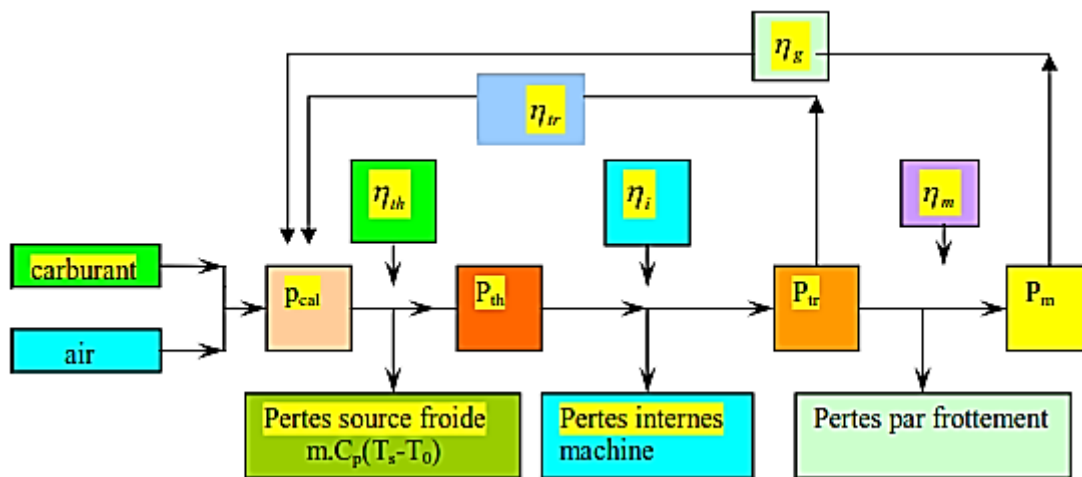 η_g
η_tr
η_th
η_i
η_m
carburant
air
p_cal
P_th
P_tr
P_m
Pertes source froide
m.C_p(T_s-T_0)
Pertes internes
machine
Pertes par frottement